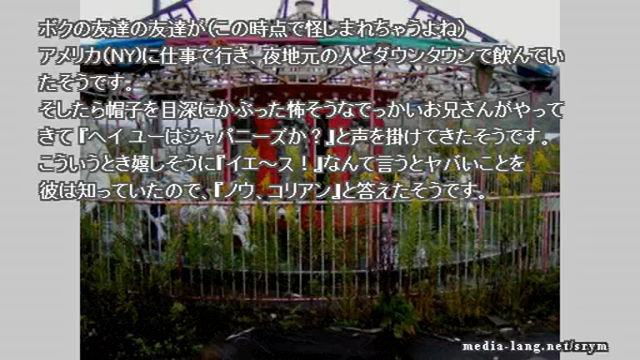 ボクの友達の友達が（この時点で怪しまれちゃうよね）
アメリカ(NY)に仕事で行き、夜地元の人とダウンタウンで飲んでい
たそうです。
そしたら帽子を目深にかぶった怖そうなでっかいお兄さんがやって
きて『ヘイ ユーはジャパニーズか？』と声を掛けてきたそうです。
こういうとき嬉しそうに『イエ～ス！』なんて言うとヤバいことを
彼は知っていたので、『ノウ、コリアン』と答えたそうです。
media-lang.net/srym